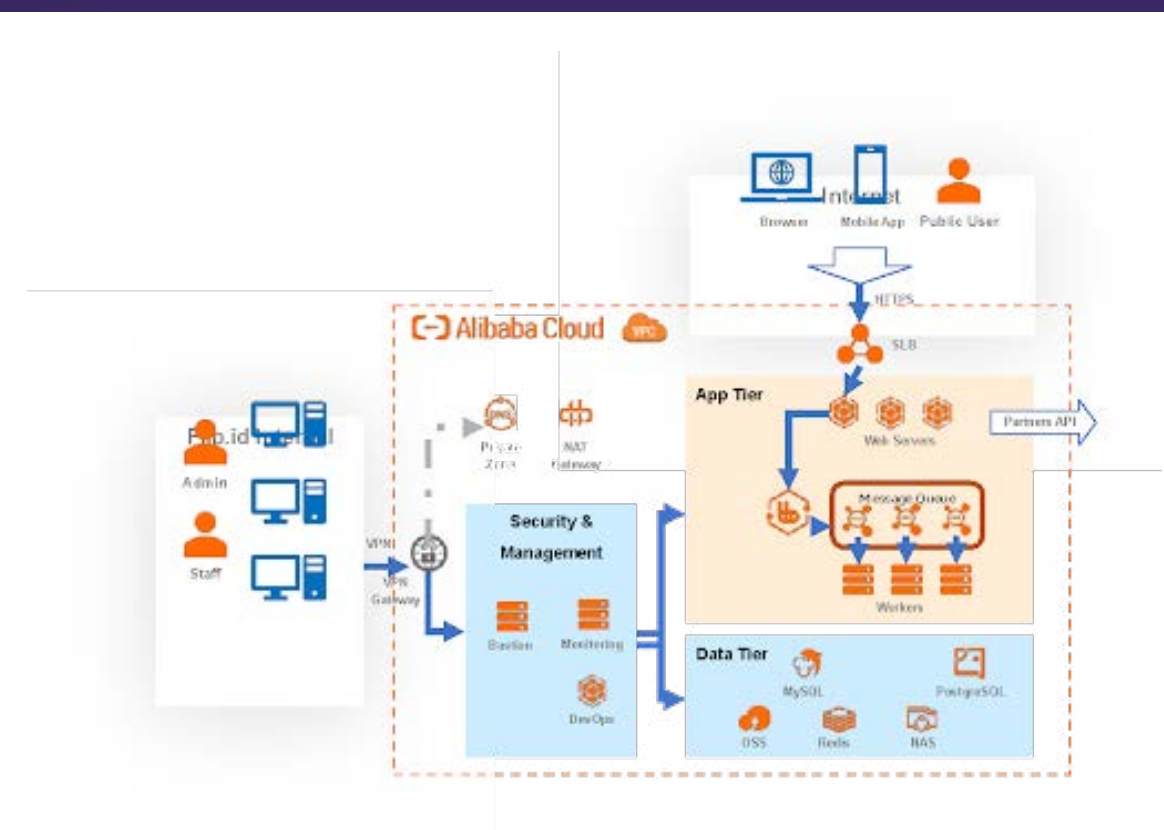 Internet
Browser
Mobile App
Public User
HTTPS
Alibaba Cloud
VPC
SLB
App Tier
Web Servers
Partners API
Private
Zone
NAT
Gateway
Admin
Staff
VPN
VPN
Gateway
Security &
Management
Bastion
Monitoring
DevOps
Message Queue
Workers
Data Tier
MySQL
PostgreSQL
OSS
Redis
NAS